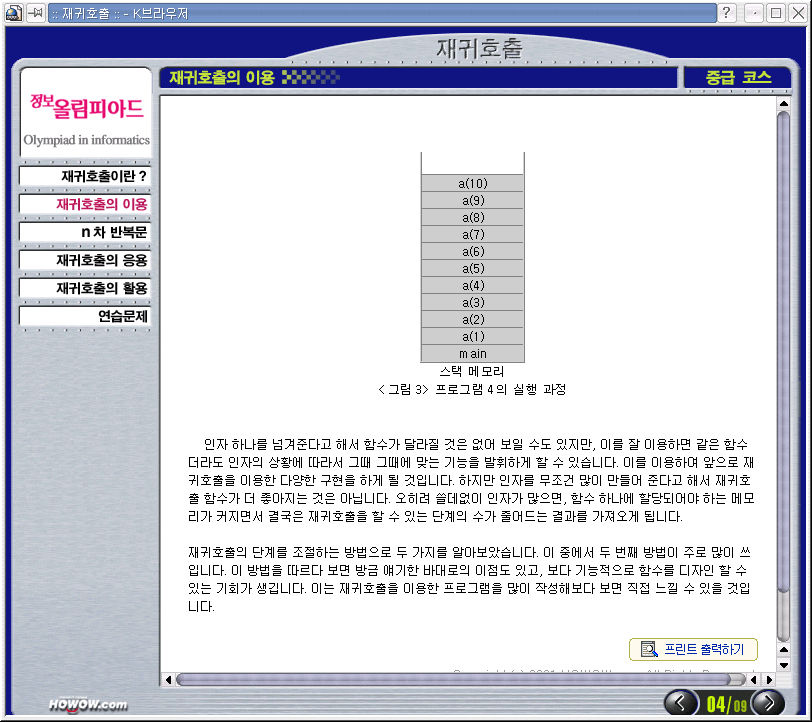 :: 재귀호출 :: - K브라우저
재귀호출
정보올림피아드
Olympiad in informatics
재귀호출의 이용
중급 코스
재귀호출이란 ?
재귀호출의 이용
n 차 반복문
재귀호출의 응용
재귀호출의 활용
연습문제
a(10)
a(9)
a(8)
a(7)
a(6)
a(5)
a(4)
a(3)
a(2)
a(1)
main
스택 메모리
< 그림 3> 프로그램 4의 실행 과정
인자 하나를 넘겨준다고 해서 함수가 달라질 것은 없어 보일 수도 있지만, 이를 잘 이용하면 같은 함수
더라도 인자의 상황에 따라서 그때 그때에 맞는 기능을 발휘하게 할 수 있습니다. 이를 이용하여 앞으로 재
귀호출을 이용한 다양한 구현을 하게 될 것입니다. 하지만 인자를 무조건 많이 만들어 준다고 해서 재귀호
출 함수가 더 좋아지는 것은 아닙니다. 오히려 쓸데없이 인자가 많으면, 함수 하나에 할당되어야 하는 메모
리가 커지면서 결국은 재귀호출을 할 수 있는 단계의 수가 줄어드는 결과를 가져오게 됩니다.
재귀호출의 단계를 조절하는 방법으로 두 가지를 알아보았습니다. 이 중에서 두 번째 방법이 주로 많이 쓰
입니다. 이 방법을 따르다 보면 방금 얘기한 바대로의 이점도 있고, 보다 기능적으로 함수를 디자인 할 수
있는 기회가 생깁니다. 이는 재귀호출을 이용한 프로그램을 많이 작성해보다 보면 직접 느낄 수 있을 것입
니다.
프린트 출력하기
HOWOW.com
04/09